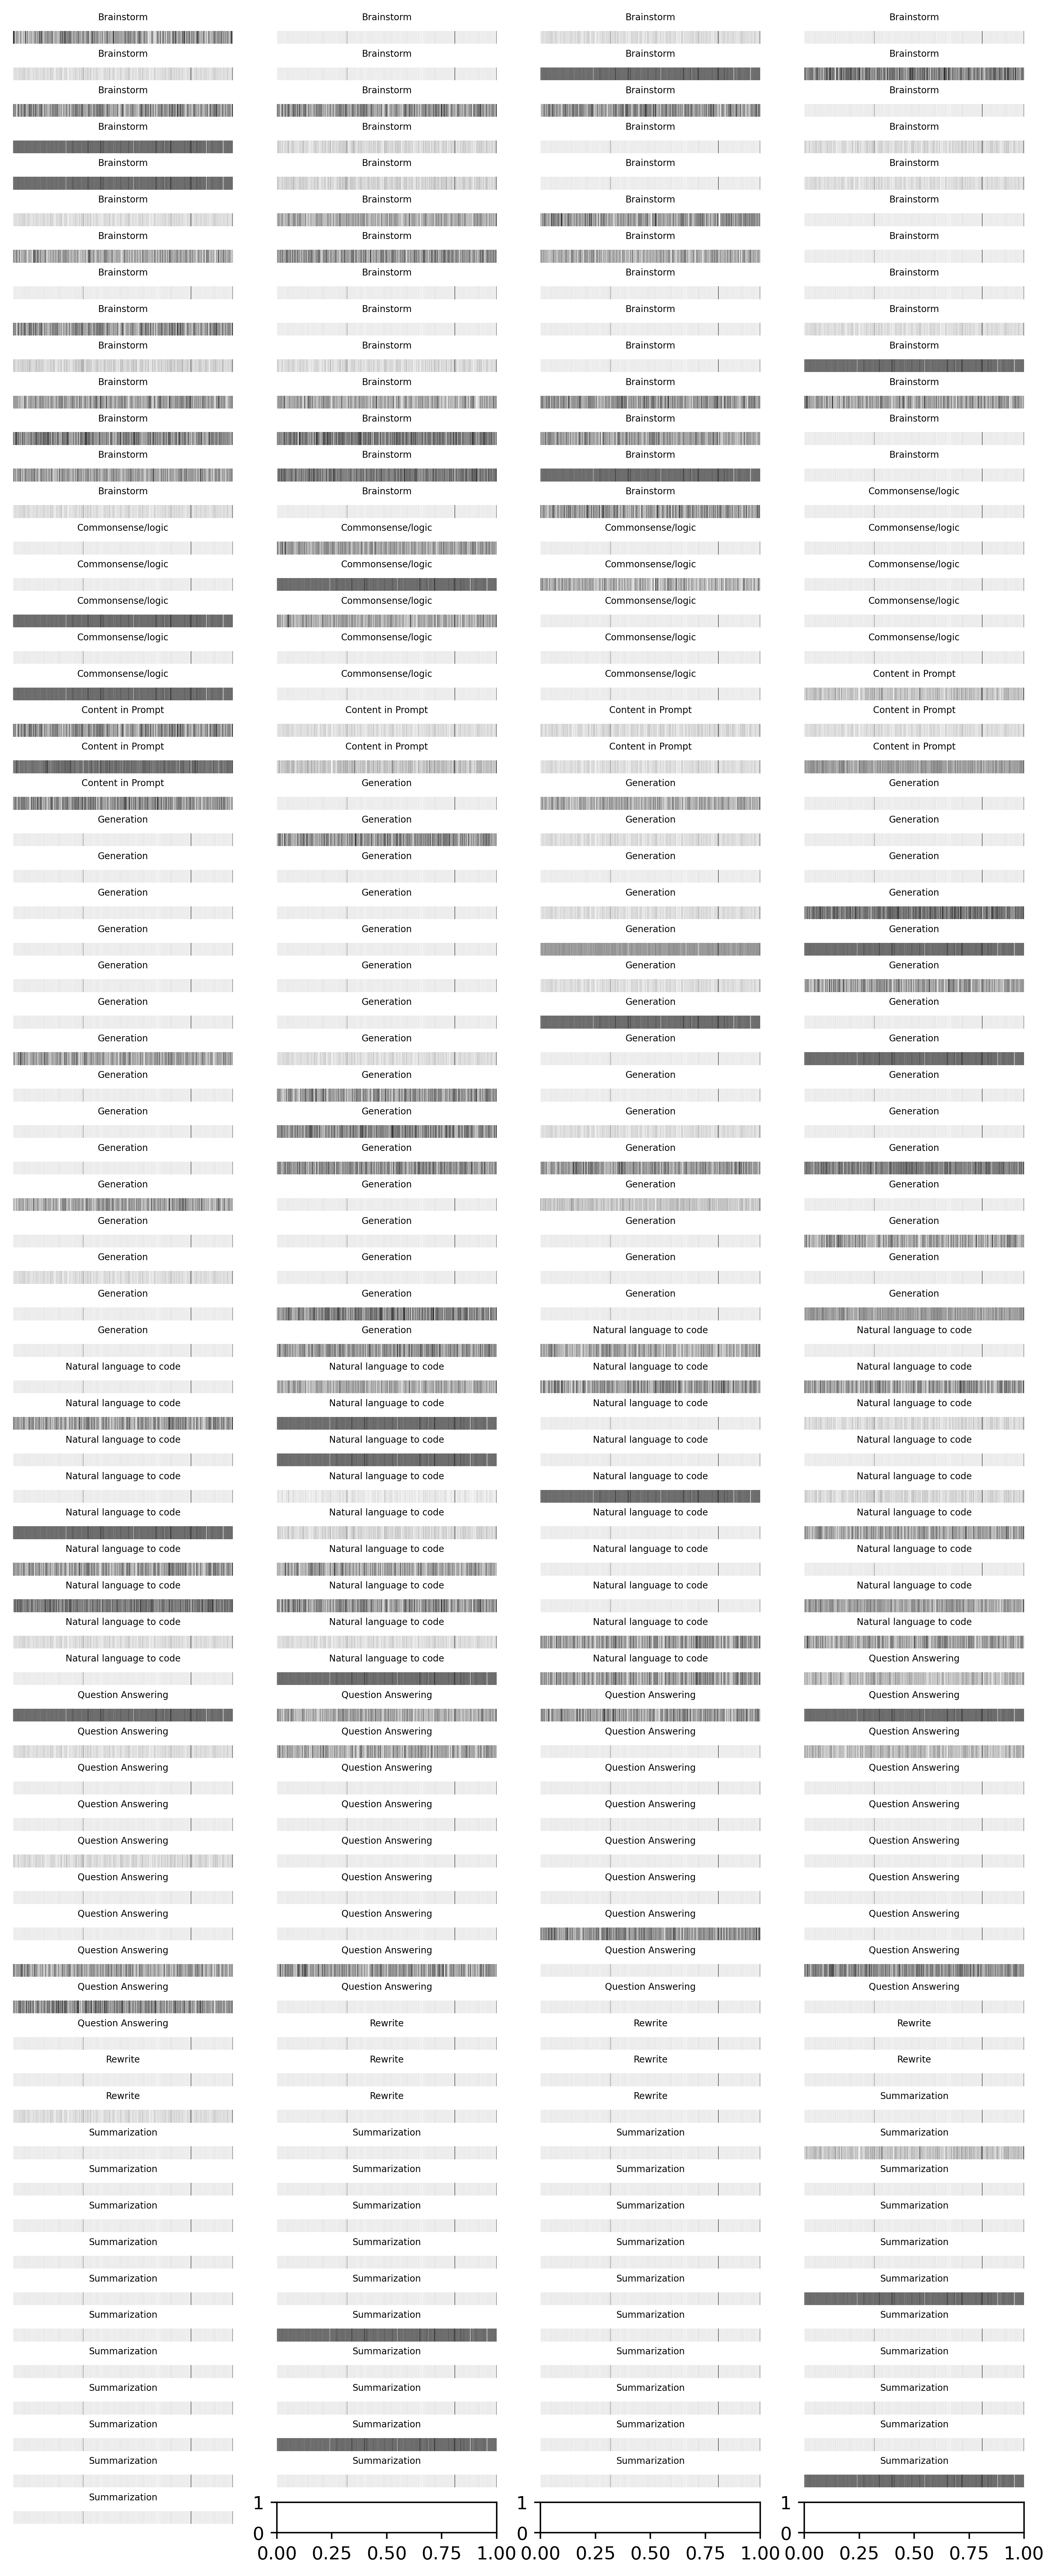 Brainstorm Brainstorm Brainstorm Brainstorm
Brainstorm Brainstorm Brainstorm Brainstorm
Brainstorm Brainstorm Brainstorm Brainstorm
Brainstorm Brainstorm Brainstorm Brainstorm
Brainstorm Brainstorm Brainstorm Brainstorm
Brainstorm Brainstorm Brainstorm Brainstorm
Brainstorm Brainstorm Brainstorm Brainstorm
Brainstorm Brainstorm Brainstorm Brainstorm
Brainstorm Brainstorm Brainstorm Brainstorm
Brainstorm Brainstorm Brainstorm Brainstorm
Brainstorm Brainstorm Brainstorm Brainstorm
Brainstorm Brainstorm Brainstorm Brainstorm
Brainstorm Brainstorm Brainstorm Brainstorm
Brainstorm Brainstorm Brainstorm Commonsense/logic
Commonsense/logic Commonsense/logic Commonsense/logic Commonsense/logic
Commonsense/logic Commonsense/logic Commonsense/logic Commonsense/logic
Commonsense/logic Commonsense/logic Commonsense/logic Commonsense/logic
Commonsense/logic Commonsense/logic Commonsense/logic Commonsense/logic
Commonsense/logic Commonsense/logic Commonsense/logic Content in Prompt
Content in Prompt Content in Prompt Content in Prompt Content in Prompt
Content in Prompt Content in Prompt Content in Prompt Content in Prompt
Content in Prompt Generation Generation Generation
Generation Generation Generation Generation
Generation Generation Generation Generation
Generation Generation Generation Generation
Generation Generation Generation Generation
Generation Generation Generation Generation
Generation Generation Generation Generation
Generation Generation Generation Generation
Generation Generation Generation Generation
Generation Generation Generation Generation
Generation Generation Generation Generation
Generation Generation Generation Generation
Generation Generation Generation Generation
Generation Generation Generation Generation
Generation Generation Generation Generation
Generation Generation Natural language to code Natural language to code
Natural language to code Natural language to code Natural language to code Natural language to code
Natural language to code Natural language to code Natural language to code Natural language to code
Natural language to code Natural language to code Natural language to code Natural language to code
Natural language to code Natural language to code Natural language to code Natural language to code
Natural language to code Natural language to code Natural language to code Natural language to code
Natural language to code Natural language to code Natural language to code Natural language to code
Natural language to code Natural language to code Natural language to code Natural language to code
Natural language to code Natural language to code Natural language to code Natural language to code
Natural language to code Natural language to code Natural language to code Question Answering
Question Answering Question Answering Question Answering Question Answering
Question Answering Question Answering Question Answering Question Answering
Question Answering Question Answering Question Answering Question Answering
Question Answering Question Answering Question Answering Question Answering
Question Answering Question Answering Question Answering Question Answering
Question Answering Question Answering Question Answering Question Answering
Question Answering Question Answering Question Answering Question Answering
Question Answering Question Answering Question Answering Question Answering
Question Answering Question Answering Question Answering Question Answering
Question Answering Rewrite Rewrite Rewrite
Rewrite Rewrite Rewrite Rewrite
Rewrite Rewrite Rewrite Summarization
Summarization Summarization Summarization Summarization
Summarization Summarization Summarization Summarization
Summarization Summarization Summarization Summarization
Summarization Summarization Summarization Summarization
Summarization Summarization Summarization Summarization
Summarization Summarization Summarization Summarization
Summarization Summarization Summarization Summarization
Summarization Summarization Summarization Summarization
Summarization Summarization Summarization Summarization
Summarization Summarization Summarization Summarization
Summarization
1 1 1
0 0 0
0.00 0.25 0.50 0.75 1.00 0.00 0.25 0.50 0.75 1.00 0.00 0.25 0.50 0.75 1.00